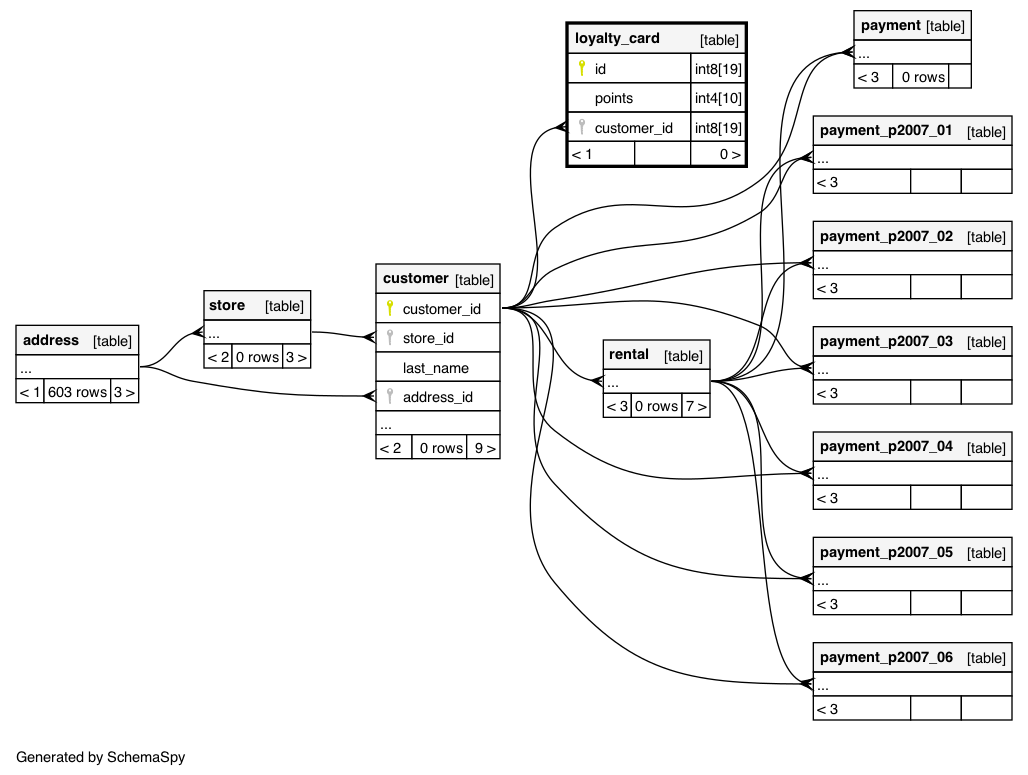 loyalty_card [table]
id int8[19]
points int4[10]
customer_id int8[19]
< 1 0 >
payment [table]
...
< 3 0 rows
payment_p2007_01 [table]
...
< 3
payment_p2007_02 [table]
...
< 3
customer [table]
customer_id
store_id
last_name
address_id
...
< 2 0 rows 9 >
store [table]
...
< 2 0 rows 3 >
address [table]
...
< 1 603 rows 3 >
rental [table]
...
< 3 0 rows 7 >
payment_p2007_03 [table]
...
< 3
payment_p2007_04 [table]
...
< 3
payment_p2007_05 [table]
...
< 3
payment_p2007_06 [table]
...
< 3
Generated by SchemaSpy